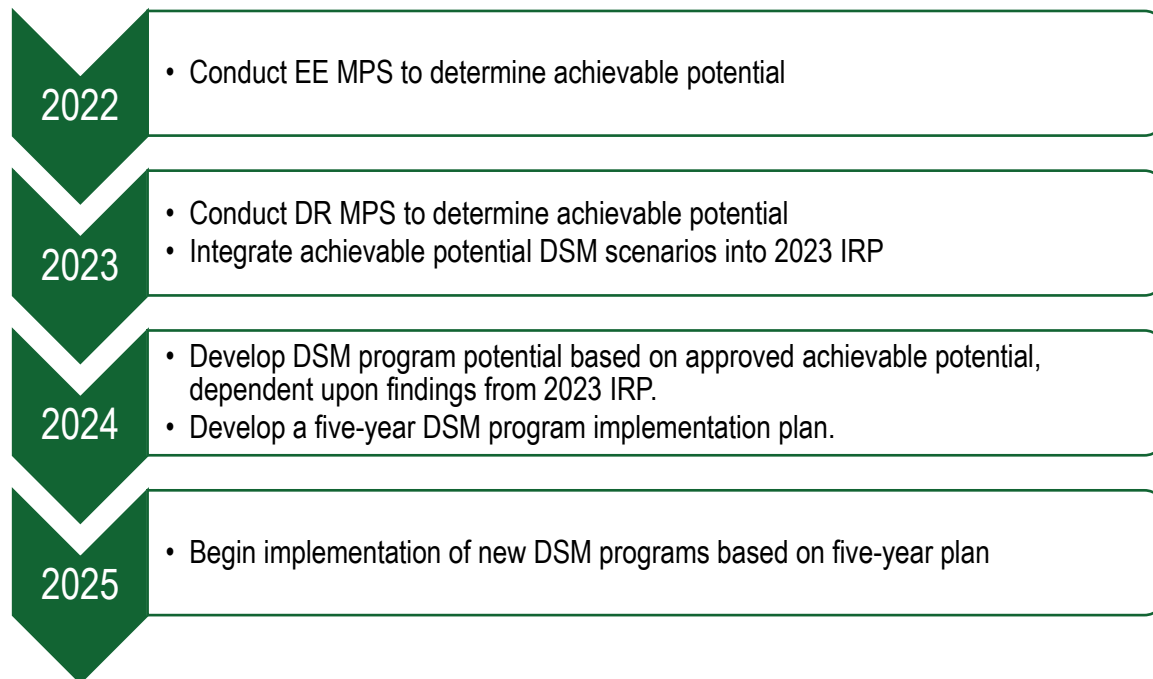 2022
• Conduct EE MPS to determine achievable potential
2023
• Conduct DR MPS to determine achievable potential
• Integrate achievable potential DSM scenarios into 2023 IRP
2024
• Develop DSM program potential based on approved achievable potential,
dependent upon findings from 2023 IRP.
• Develop a five-year DSM program implementation plan.
2025
• Begin implementation of new DSM programs based on five-year plan